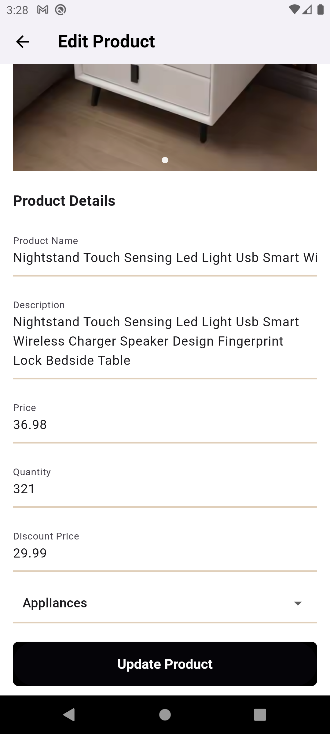 3:28
Edit Product
Product Details
Product Name
Nightstand Touch Sensing Led Light Usb Smart Wi
Description
Nightstand Touch Sensing Led Light Usb Smart
Wireless Charger Speaker Design Fingerprint
Lock Bedside Table
Price
36.98
Quantity
321
Discount Price
29.99
Appliances
Update Product